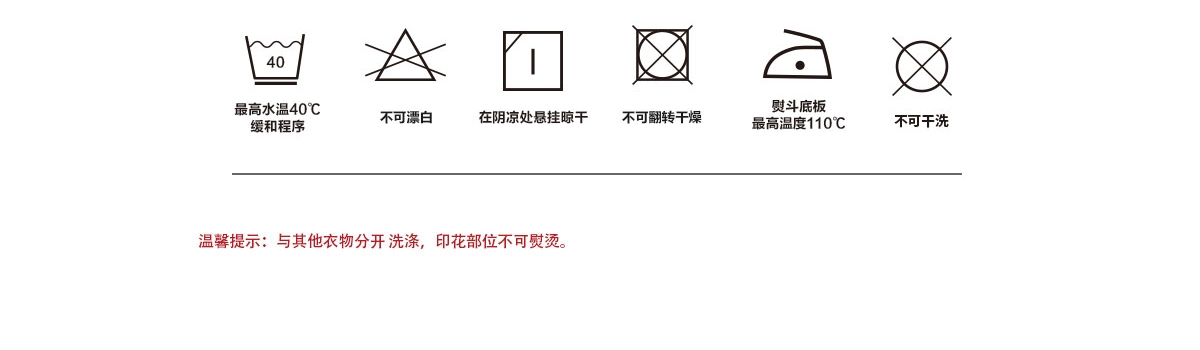 40
最高水温40℃
缓和程序
不可漂白
在阴凉处悬挂晾干
不可翻转干燥
熨斗底板
最高温度110℃
不可干洗
温馨提示：与其他衣物分开 洗涤，印花部位不可熨烫。